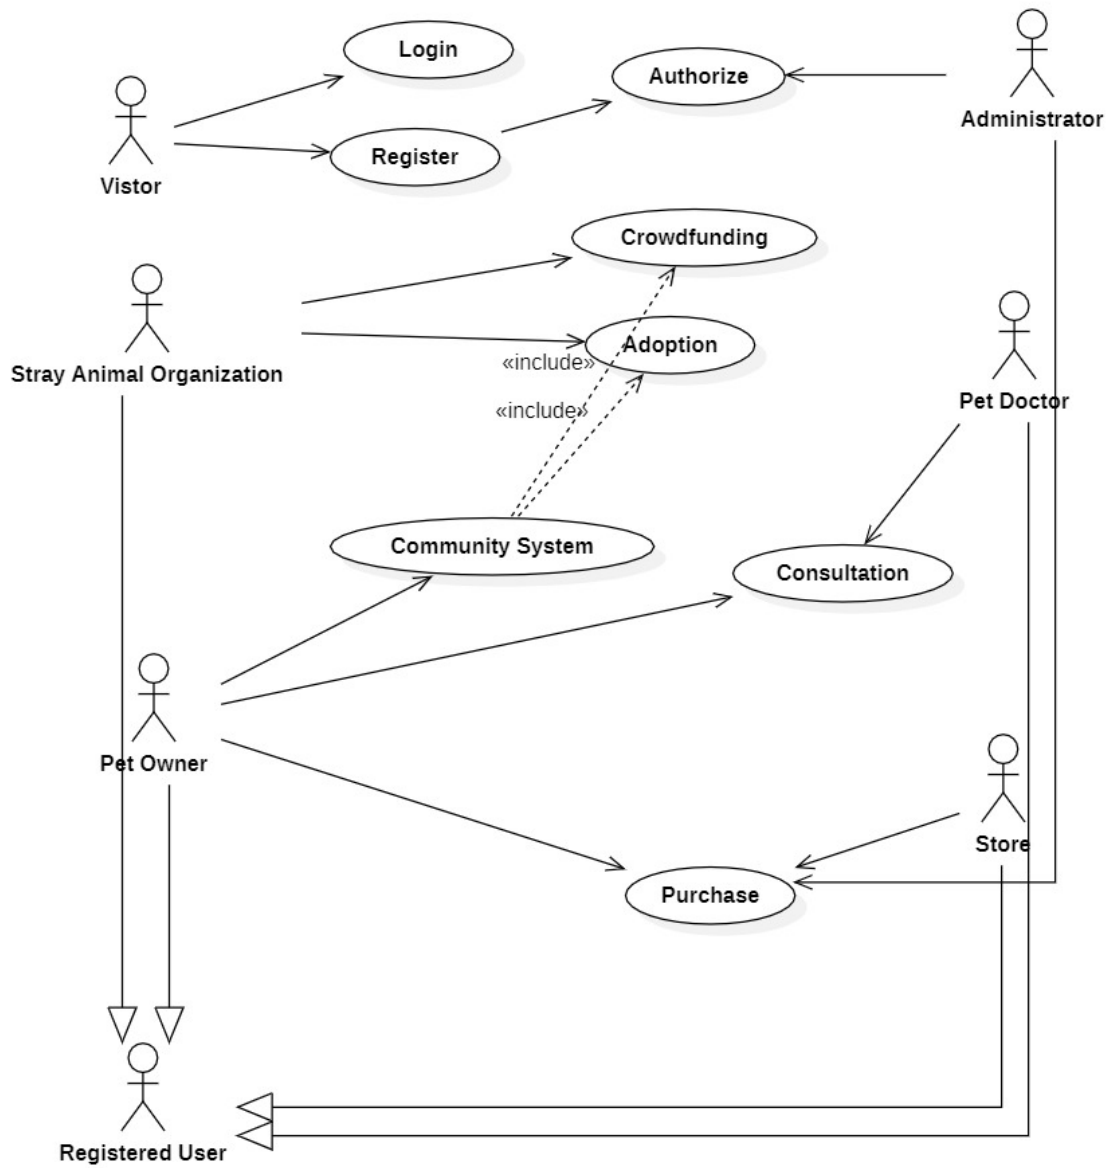 Login
Authorize
Administrator
Register
Vistor
Crowdfunding
Adoption
«include»
Stray Animal Organization
Pet Doctor
«include»
Community System
Consultation
Pet Owner
Store
Purchase
Registered User